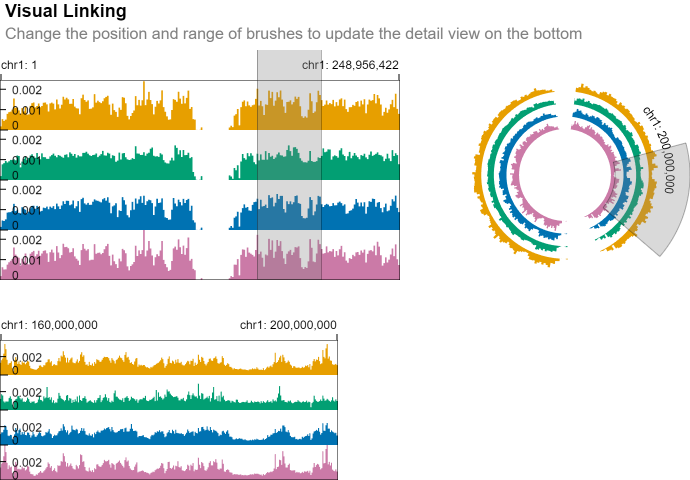 Visual Linking
Change the position and range of brushes to update the detail view on the bottom
chr1: 1
chr1: 248,956,422
0.002
0.001
0
0.002
0.001
0
0.002
0.001
0
0.002
0.001
0
chr1: 200,000,000
chr1: 160,000,000
chr1: 200,000,000
0.002
0
0.002
0
0.002
0
0.002
0